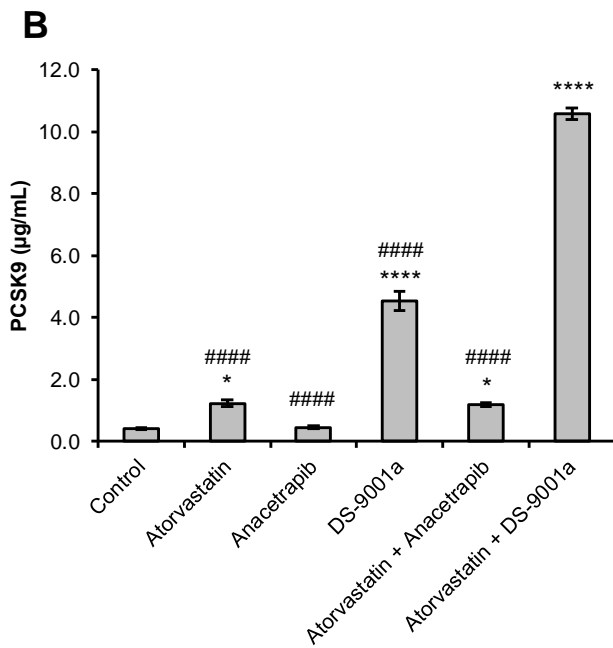 B
12.0
10.0
8.0
6.0
4.0
2.0
0.0
PCSK9 (µg/mL)
####
*
####
####
****
####
*
****
Control
Atorvastatin
Anacetrapib
DS-9001a
Atorvastatin + Anacetrapib
Atorvastatin + DS-9001a